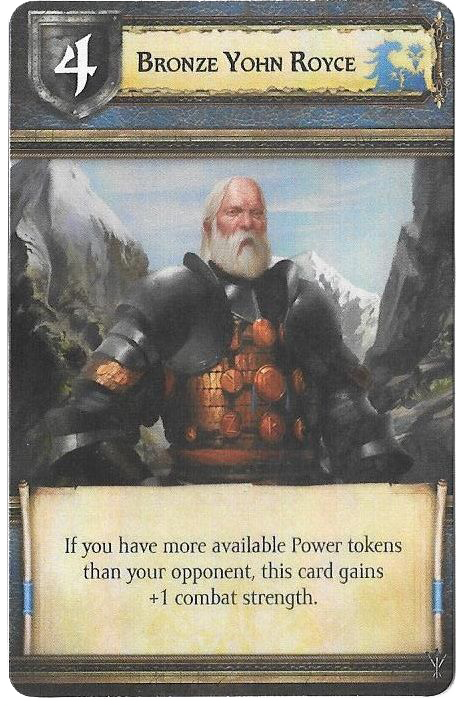 4
BRONZE YOHN ROYCE
If you have more available Power tokens
than your opponent, this card gains
+1 combat strength.